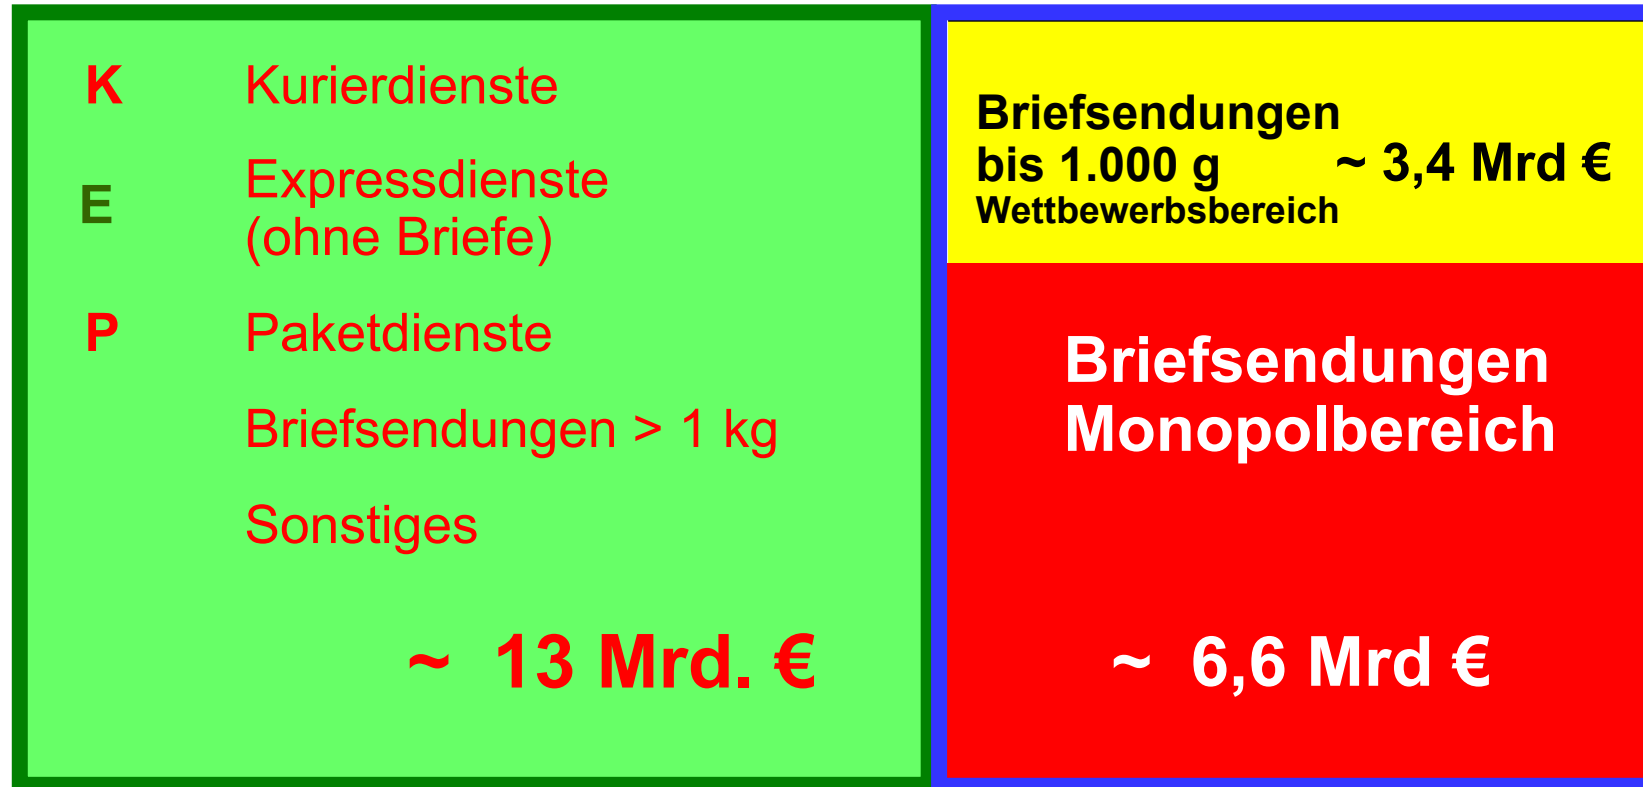 K Kurierdienste
E Expressdienste
(ohne Briefe)
P Paketdienste
Briefsendungen > 1 kg
Sonstiges
~ 13 Mrd. €
Briefsendungen
bis 1.000 g ~ 3,4 Mrd €
Wettbewerbsbereich
Briefsendungen
Monopolbereich
~ 6,6 Mrd €